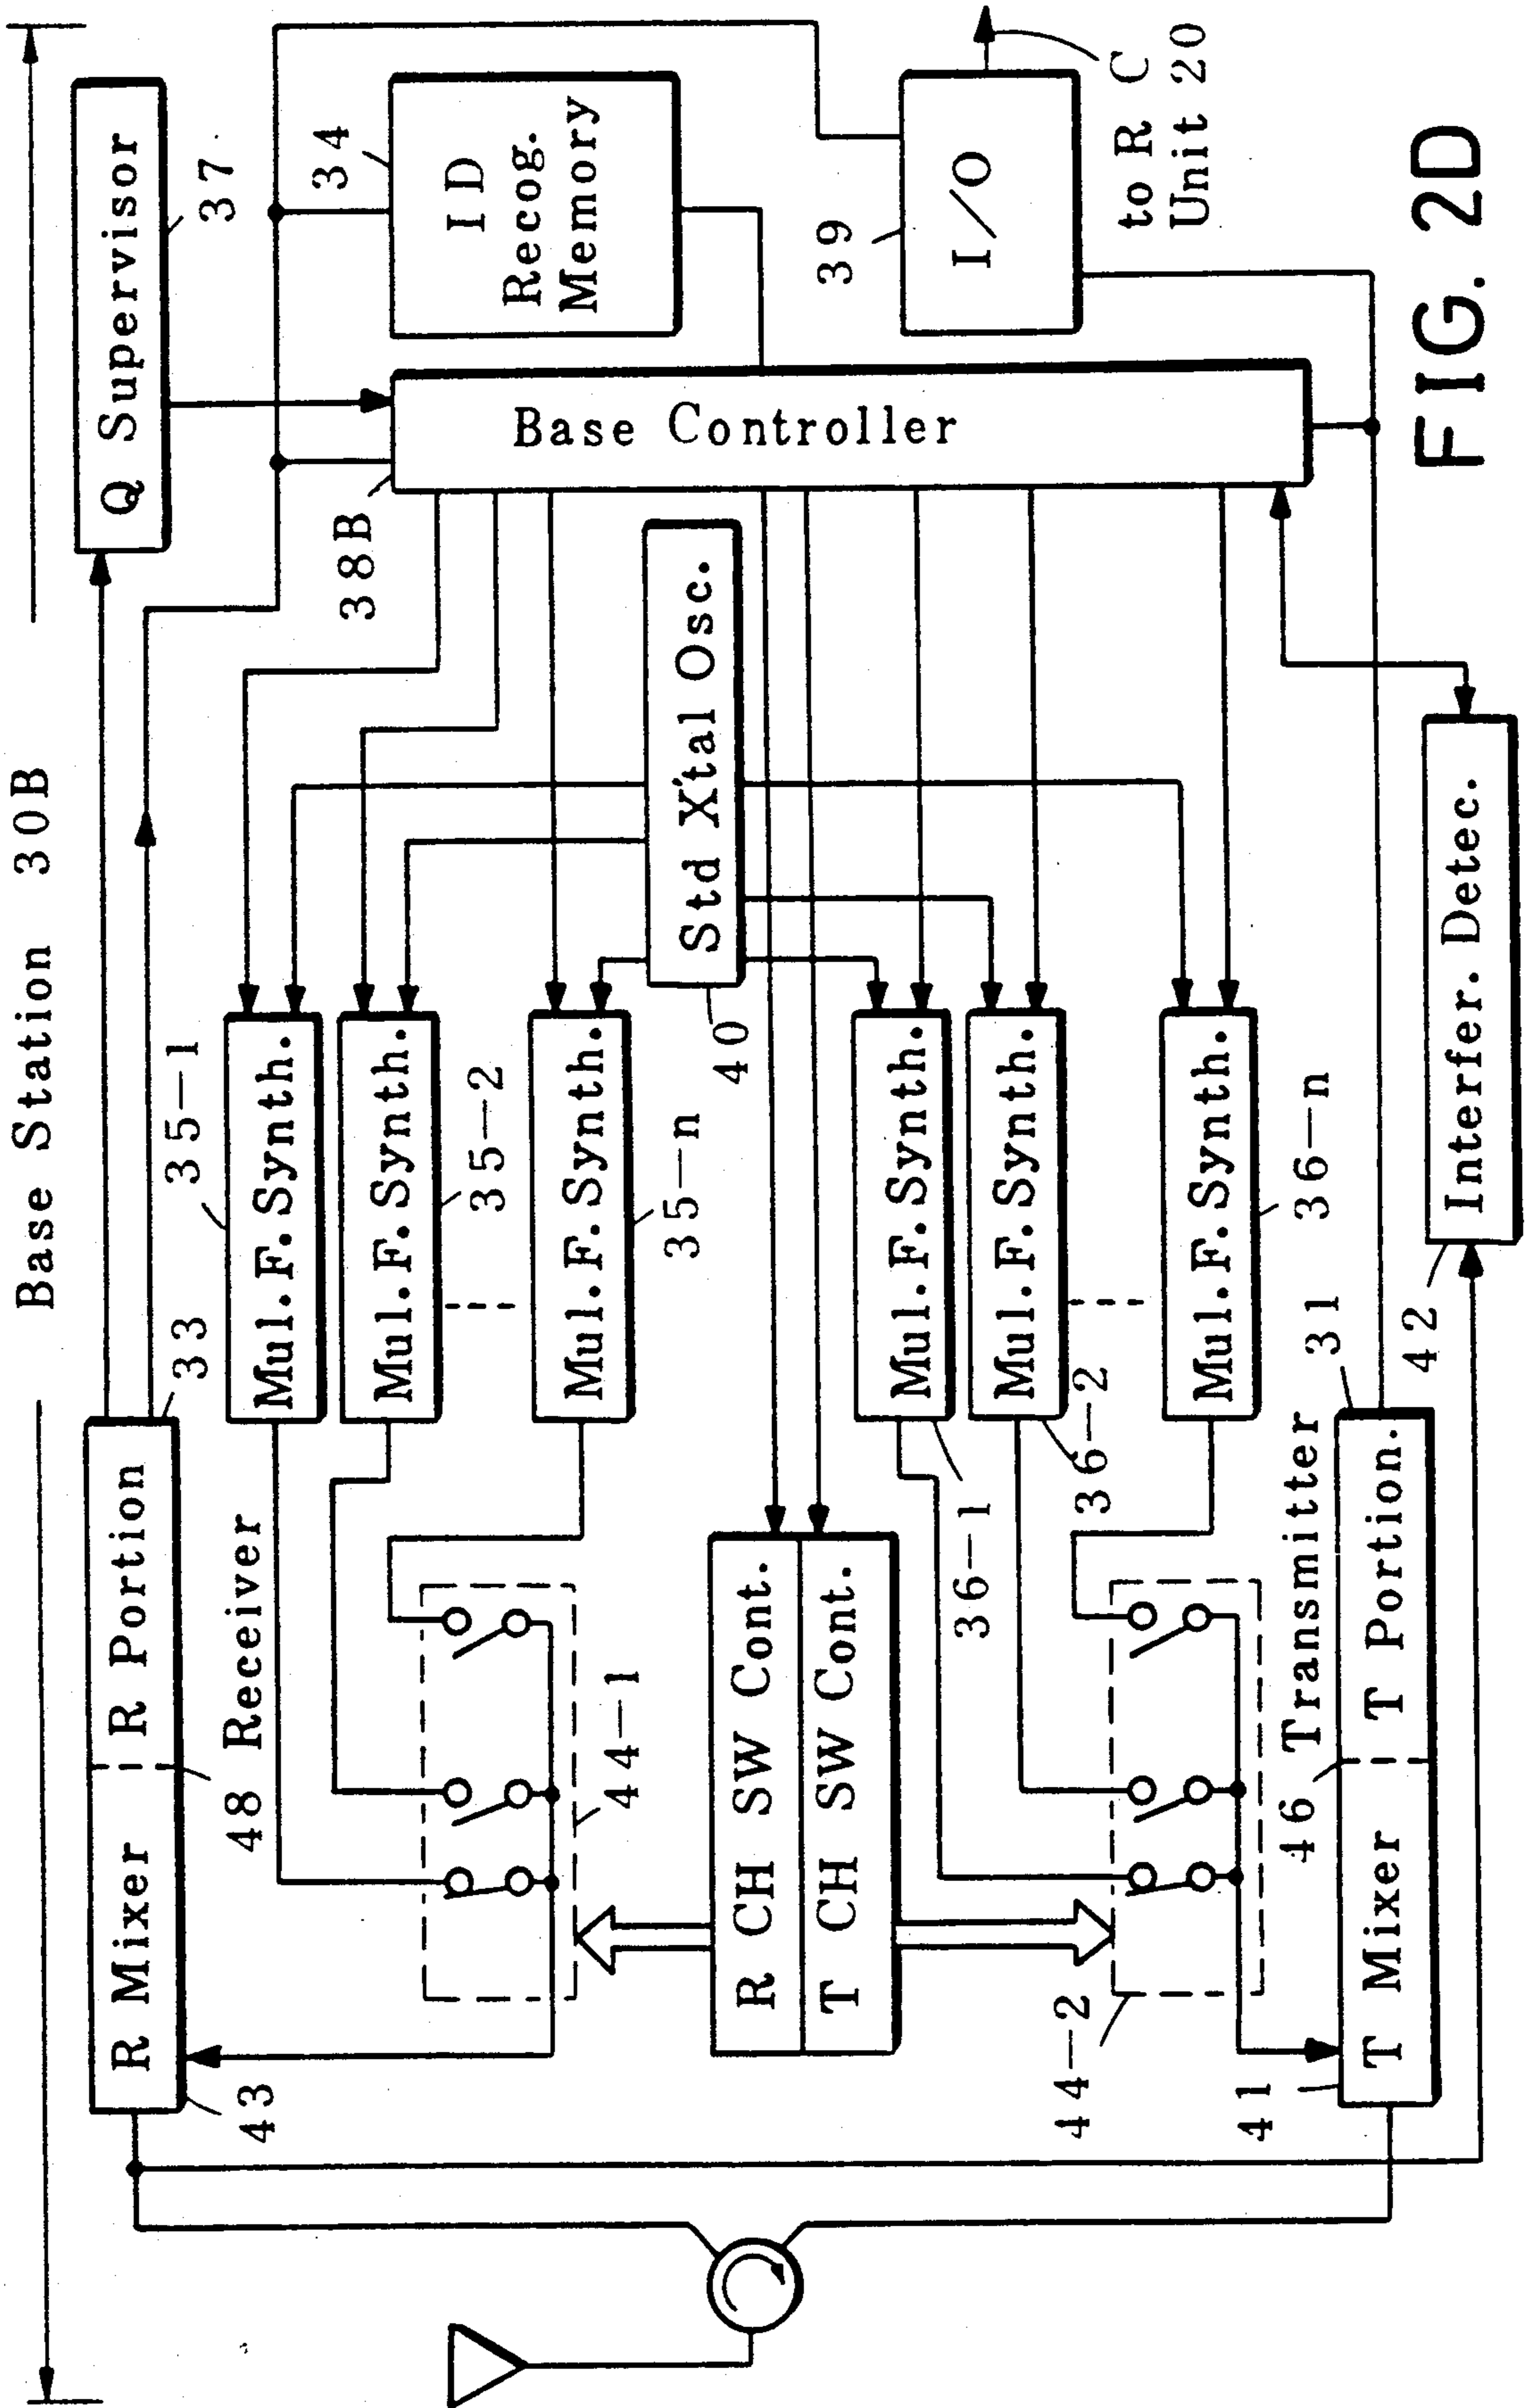 Base Station 30B
R Mixer
R Portion
33
43
48 Receiver
Q Supervisor
37
35-1
Mul.F.Synth.
Mul.F.Synth.
35-2
Mul.F.Synth.
35-n
44-1
34
ID
Recog.
Memory
38B
Base Controller
Std X'tal Osc.
40
R CH SW Cont.
T CH SW Cont.
39
I/O
to R C
Unit 20
Mul.F.Synth.
36-1
Mul.F.Synth.
36-2
Mul.F.Synth.
36-n
44-2
41
46 Transmitter
31
T Mixer
T Portion.
42
Interfer. Detec.
FIG. 2D